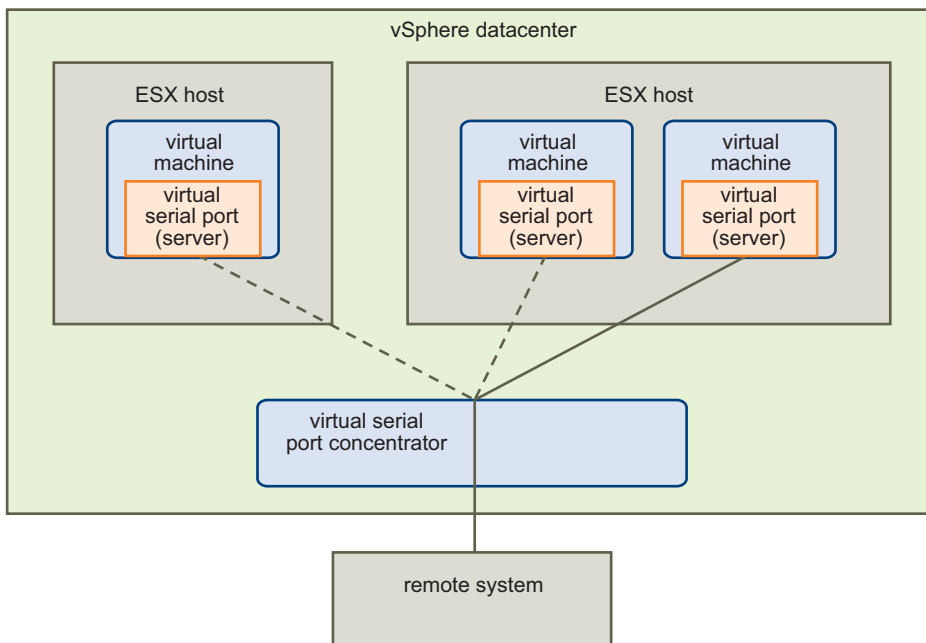 vSphere datacenter
ESX host
virtual
machine
virtual
serial port
(server)
ESX host
virtual
machine
virtual
serial port
(server)
virtual
machine
virtual
serial port
(server)
virtual serial
port concentrator
remote system